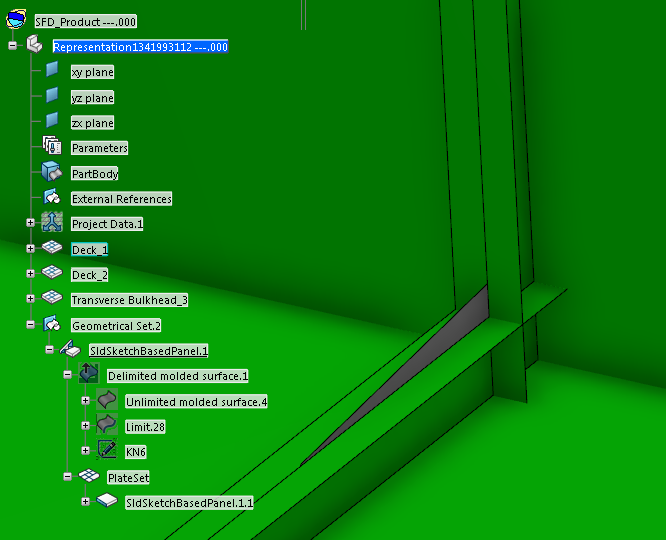 SFD_Product ---.000
Representation1341993112 ---.000
xy plane
yz plane
zx plane
Parameters
PartBody
External References
Project Data.1
Deck_1
Deck_2
Transverse Bulkhead_3
Geometrical Set.2
SldSketchBasedPanel.1
Delimited molded surface.1
Unlimited molded surface.4
Limit.28
KN6
PlateSet
SldSketchBasedPanel.1.1